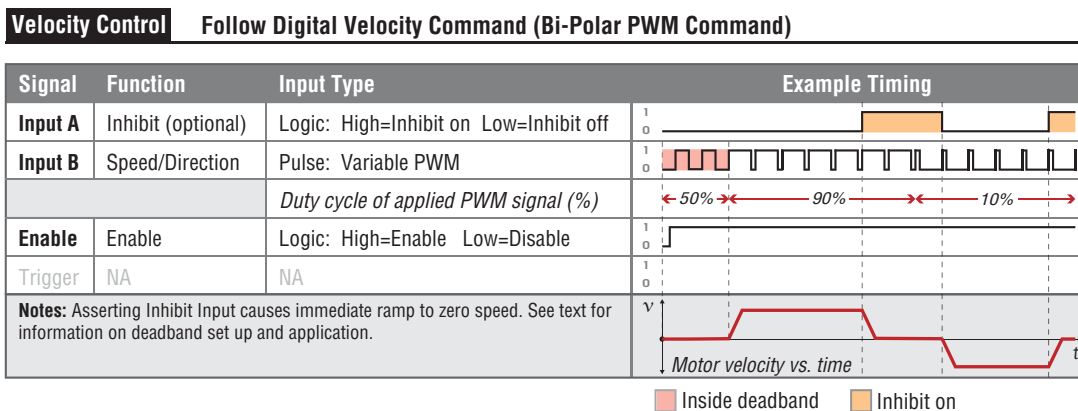 Velocity Control Follow Digital Velocity Command (Bi-Polar PWM Command)
Signal Function Input Type Example Timing
Input A Inhibit (optional) Logic: High=Inhibit on Low=Inhibit off 1
0
Input B Speed/Direction Pulse: Variable PWM 1
0
Duty cycle of applied PWM signal (%) 50% 90% 10%
Enable Enable Logic: High=Enable Low=Disable 1
0
Trigger NA NA 1
0
Notes: Asserting Inhibit Input causes immediate ramp to zero speed. See text for
information on deadband set up and application.
v
t
Motor velocity vs. time
Inside deadband Inhibit on